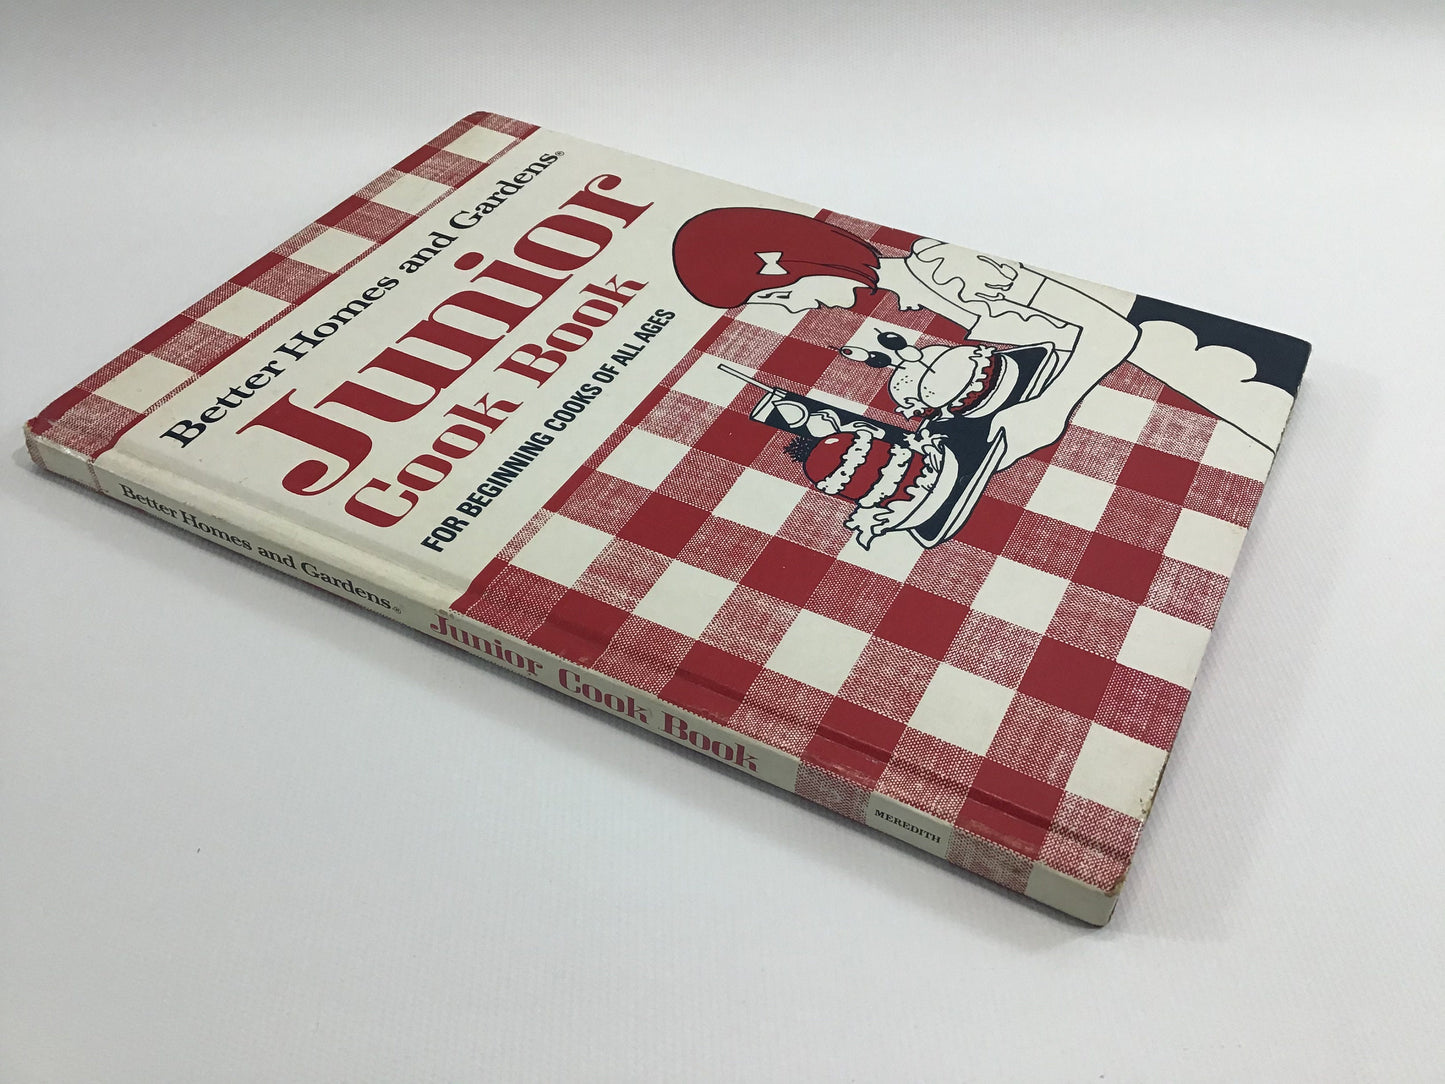 Better Homes and Gardens®
Junior
Cook Book
FOR BEGINNING COOKS OF ALL AGES
Better Homes and Gardens® Junior Cook Book MEREDITH